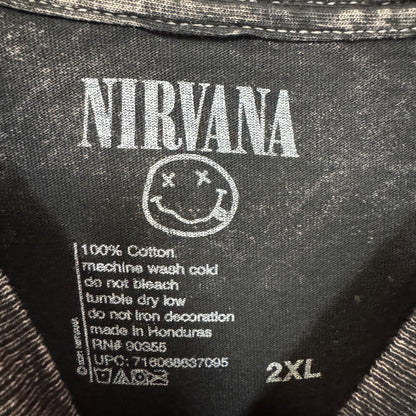 NIRVANA
100% Cotton
machine wash cold
do not bleach
tumble dry low
do not iron decoration
made in Honduras
RN# 90355
UPC: 716068637095
2XL